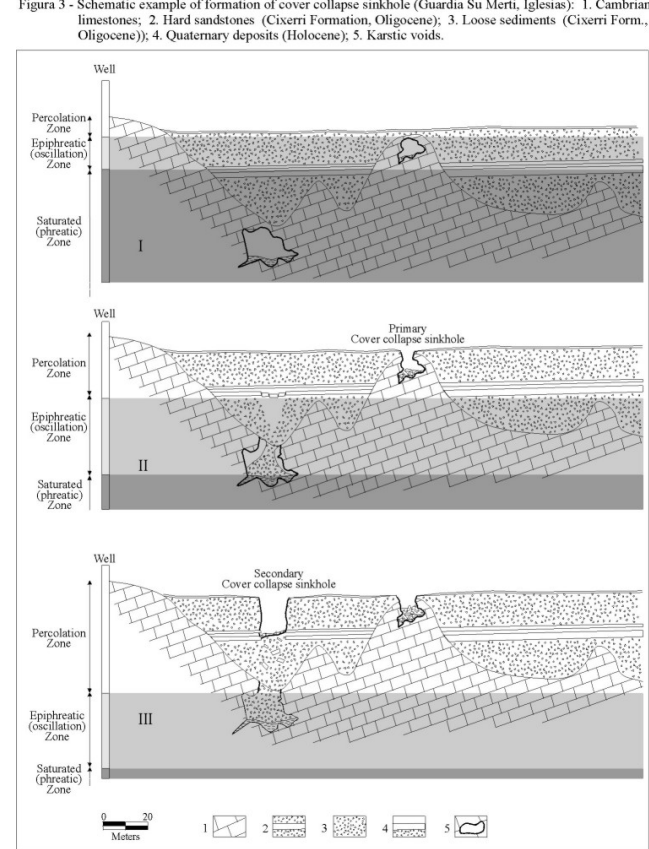 Figura 3 - Schematic example of formation of cover collapse sinkhole (Guardia Su Merti, Iglesias): 1. Cambrian
limestones; 2. Hard sandstones (Cixerri Formation, Oligocene); 3. Loose sediments (Cixerri Form.,
Oligocene)); 4. Quaternary deposits (Holocene); 5. Karstic voids.
Well
Percolation
Zone
Epiphreatic
(oscillation)
Zone
Saturated
(phreatic)
Zone
I
Well
Primary
Cover collapse sinkhole
Percolation
Zone
Epiphreatic
(oscillation)
Zone
II
Saturated
(phreatic)
Zone
Well
Secondary
Cover collapse sinkhole
Percolation
Zone
Epiphreatic
(oscillation)
Zone
III
Saturated
(phreatic)
Zone
0 20
Meters
1 2 3 4 5